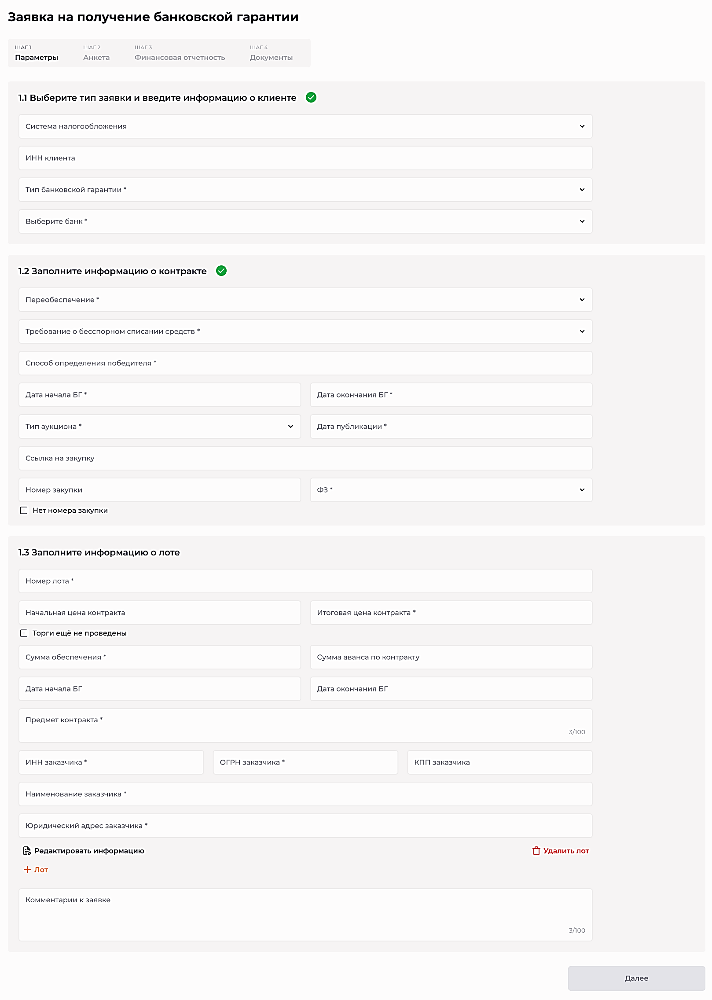 Заявка на получение банковской гарантии
ШАГ 1 ШАГ 2 ШАГ 3 ШАГ 4
Параметры Анкета Финансовая отчетность Документы
1.1 Выберите тип заявки и введите информацию о клиенте
Система налогообложения
ИНН клиента
Тип банковской гарантии *
Выберите банк *
1.2 Заполните информацию о контракте
Переобеспечение *
Требование о бесспорном списании средств *
Способ определения победителя *
Дата начала БГ * Дата окончания БГ *
Тип аукциона * Дата публикации *
Ссылка на закупку
Номер закупки ФЗ *
Нет номера закупки
1.3 Заполните информацию о лоте
Номер лота *
Начальная цена контракта Итоговая цена контракта *
Торги ещё не проведены
Сумма обеспечения * Сумма аванса по контракту
Дата начала БГ Дата окончания БГ
Предмет контракта *
3/100
ИНН заказчика * ОГРН заказчика * КПП заказчика
Наименование заказчика *
Юридический адрес заказчика *
Редактировать информацию Удалить лот
+ Лот
Комментарии к заявке
3/100
Далее